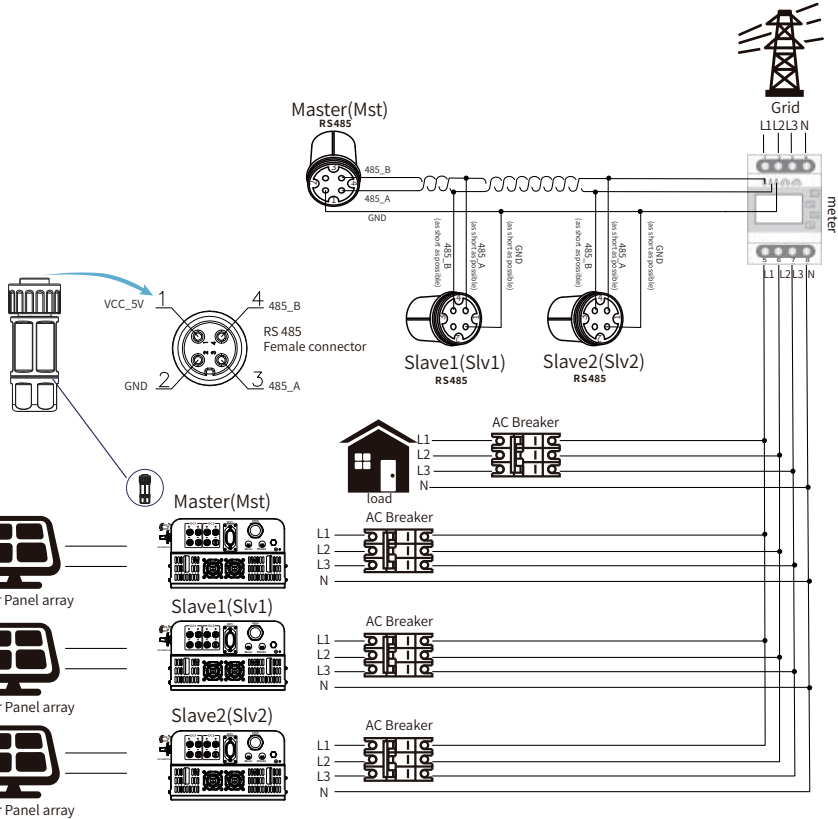 Grid
L1L2L3 N
Master(Mst)
RS485
485_B
485_A
GND
meter
485_B
(as short as possible)
485_A
(as short as possible)
GND
(as short as possible)
485_B
(as short as possible)
485_A
(as short as possible)
GND
(as short as possible)
5 6 7 8
L1 L2L3 N
VCC_5V 1
4 485_B
RS 485
Female connector
GND 2
3 485_A
Slave1(Slv1)
RS485
Slave2(Slv2)
RS485
AC Breaker
L1
L2
L3
N
load
Master(Mst)
AC Breaker
L1
L2
L3
N
Panel array
Slave1(Slv1)
AC Breaker
L1
L2
L3
N
Panel array
Slave2(Slv2)
AC Breaker
L1
L2
L3
N
Panel array